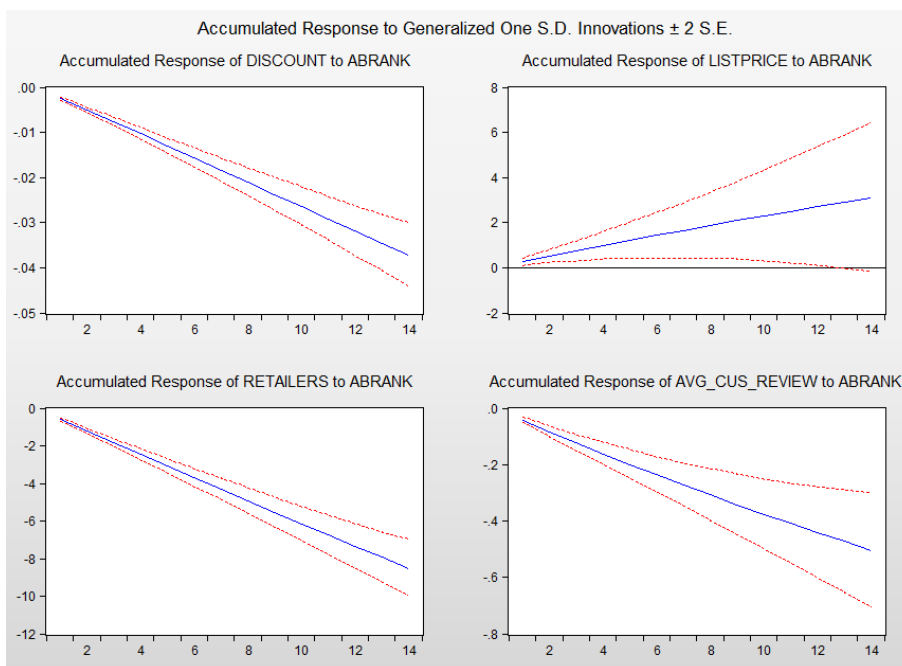 Accumulated Response to Generalized One S.D. Innovations ± 2 S.E.
Accumulated Response of DISCOUNT to ABRANK
.00
-.01
-.02
-.03
-.04
-.05
2 4 6 8 10 12 14
Accumulated Response of LISTPRICE to ABRANK
8
6
4
2
0
-2
2 4 6 8 10 12 14
Accumulated Response of RETAILERS to ABRANK
0
-2
-4
-6
-8
-10
-12
2 4 6 8 10 12 14
Accumulated Response of AVG_CUS_REVIEW to ABRANK
.0
-.2
-.4
-.6
-.8
2 4 6 8 10 12 14